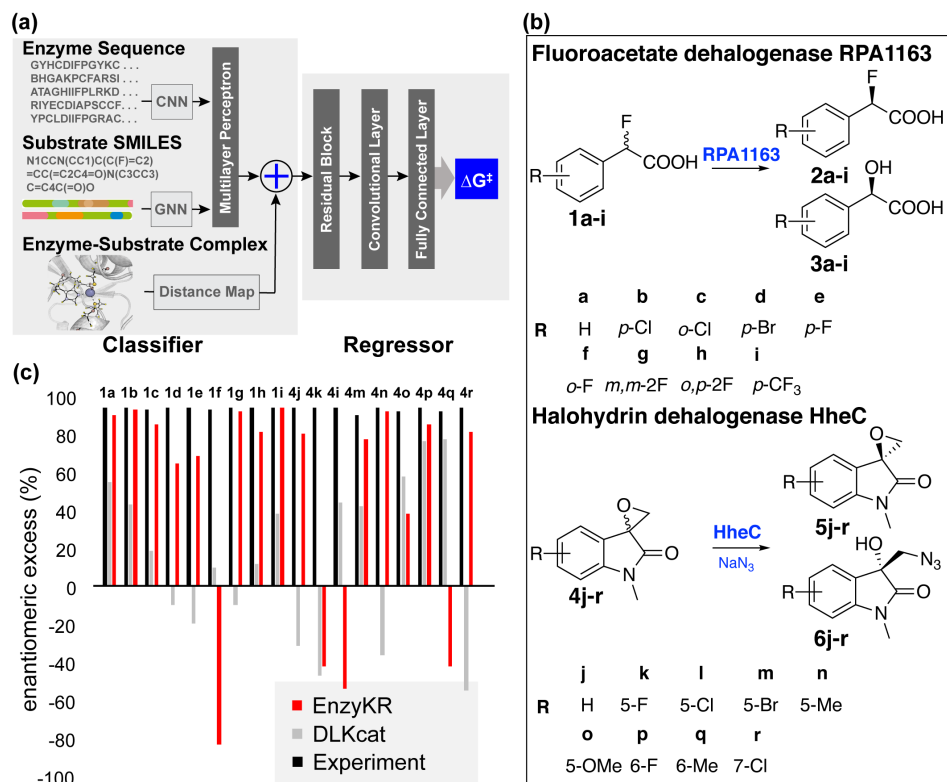 (a)
Enzyme Sequence
GYHCDIFPGYKC . . .
BHGAKPCFARSI . . .
ATAGHIIFPLRKD . . .
RIYECDIAPSCCF. . .
YPCLDIIFPGRAC . . .
CNN
Substrate SMILES
N1CCN(CC1)C(C(F)=C2)
=CC(=C2C4=O)N(C3CC3)
C=C4C(=O)O
GNN
Enzyme-Substrate Complex
Distance Map
Multilayer Perceptron
Residual Block
Convolutional Layer
Fully Connected Layer
ΔG‡
Classifier
Regressor
(b)
Fluoroacetate dehalogenase RPA1163
F
COOH
R
1a-i
RPA1163
F
COOH
R
2a-i
OH
COOH
R
3a-i
a b c d e
R H p-Cl o-Cl p-Br p-F
f g h i
o-F m,m-2F o,p-2F p-CF3
Halohydrin dehalogenase HheC
O
R
O
N
4j-r
HheC
NaN3
O
R
O
N
5j-r
HO
N3
R
O
N
6j-r
j k l m n
R H 5-F 5-Cl 5-Br 5-Me
o p q r
5-OMe 6-F 6-Me 7-Cl
(c)
1a 1b 1c 1d 1e 1f 1g 1h 1i 4j 4k 4i 4m 4n 4o 4p 4q 4r
enantiomeric excess (%)
100
80
60
40
20
0
-20
-40
-60
-80
-100
EnzyKR
DLKcat
Experiment